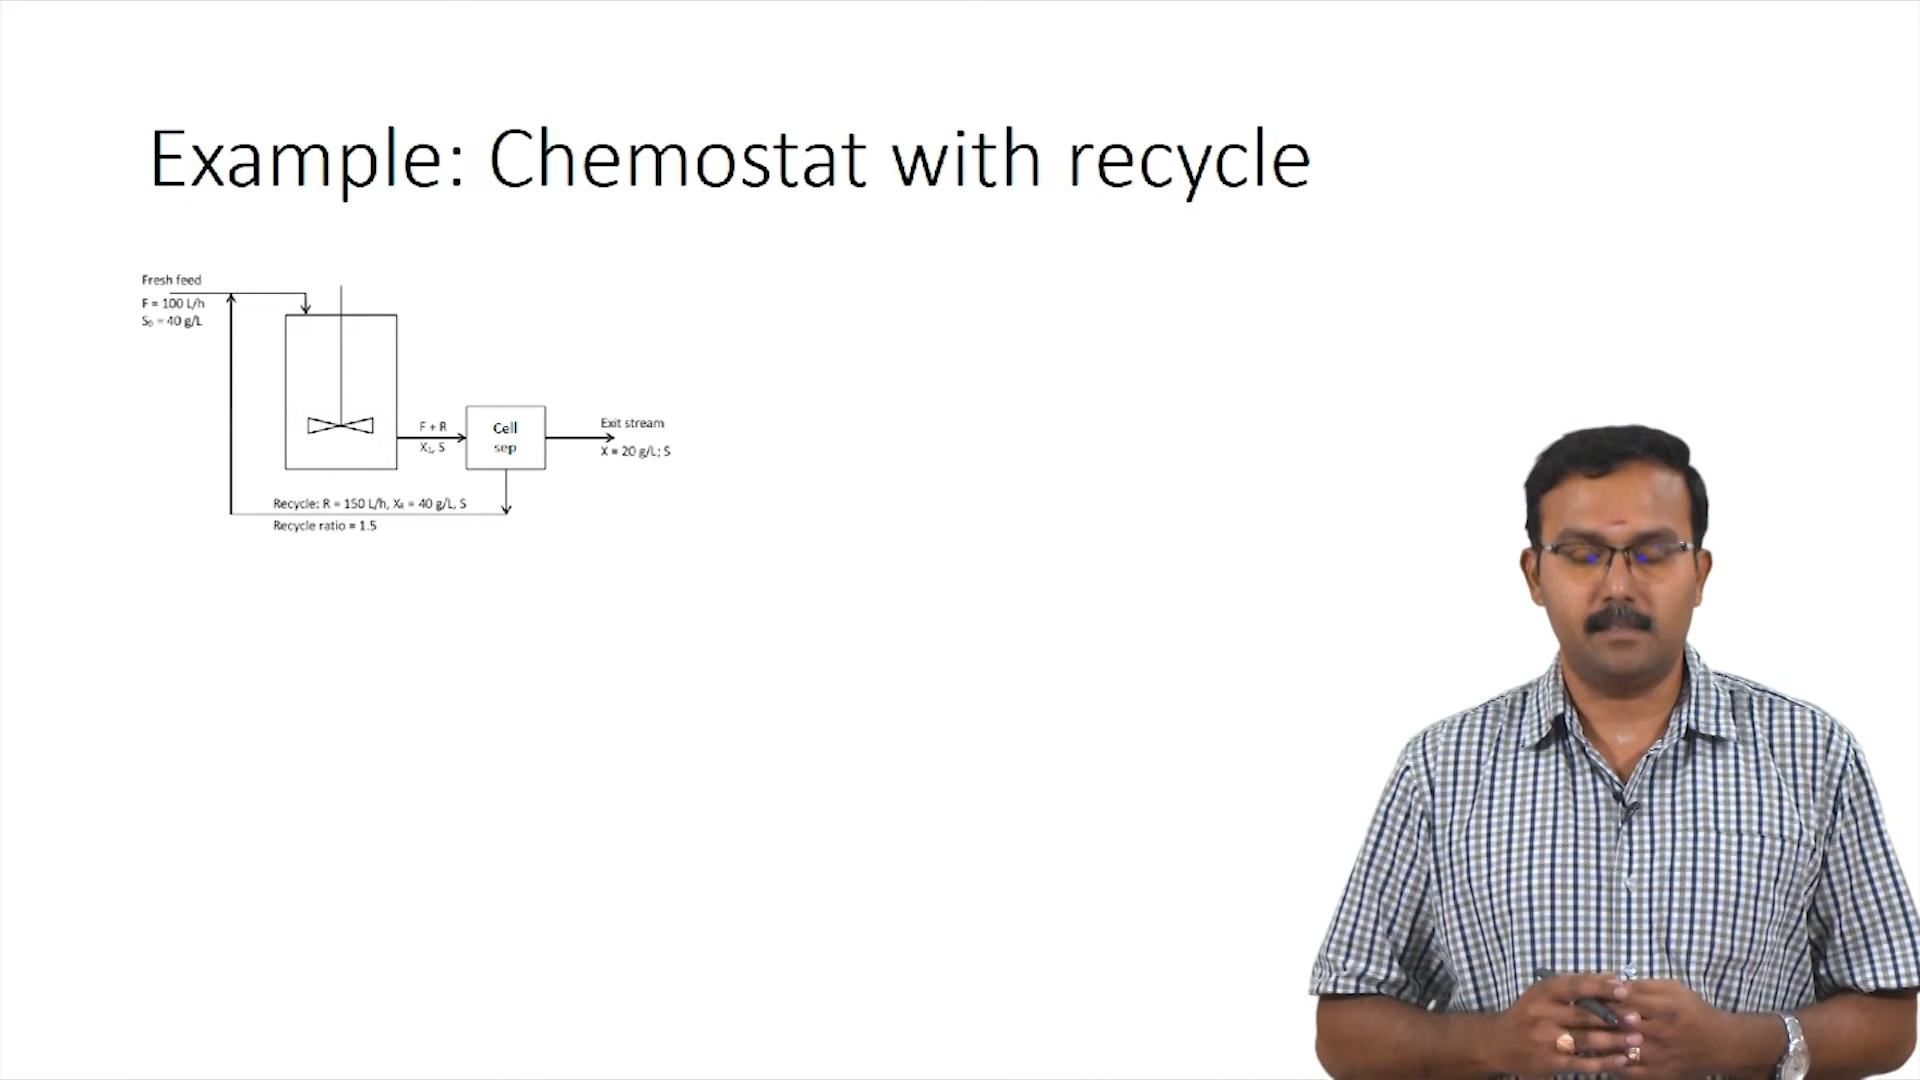 Example: Chemostat with recycle
Fresh feed
F = 100 L/h
S₀ = 40 g/L
F + R
X₁, S
Cell
sep
Exit stream
X = 20 g/L; S
Recycle: R = 150 L/h, Xᵣ = 40 g/L, S
Recycle ratio = 1.5